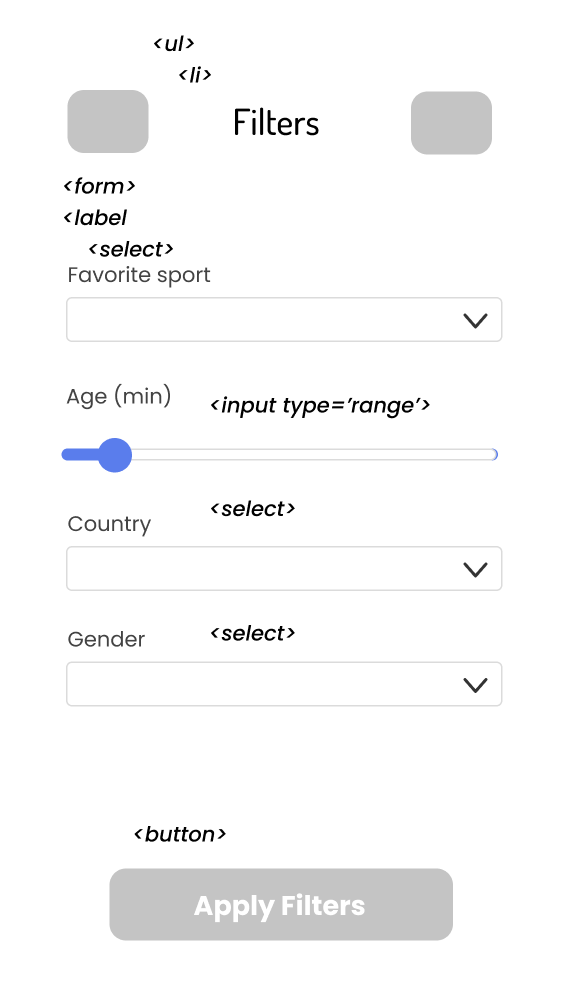 <ul>
<li>
Filters
<form>
<label
<select>
Favorite sport
Age (min)
<input type='range'>
<select>
Country
<select>
Gender
<button>
Apply Filters